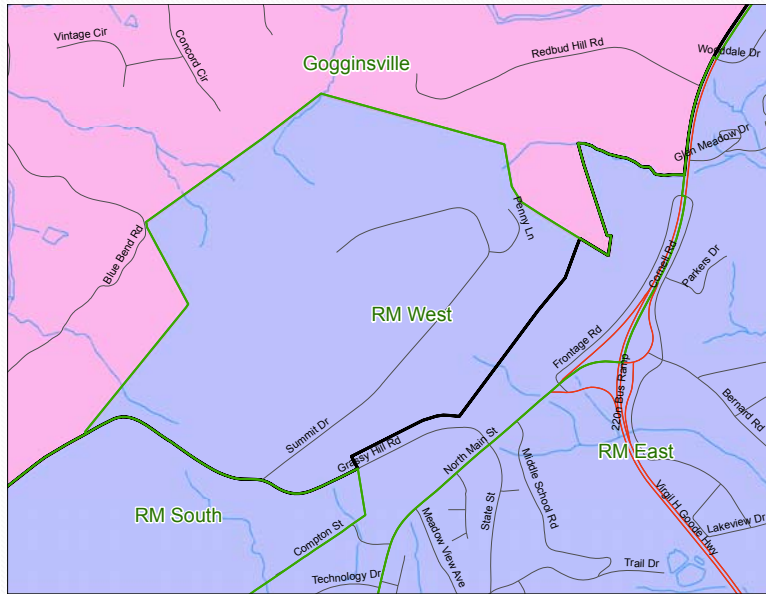 Vintage Cir
Concord Cir
Gogginsville
Redbud Hill Rd
Wooddale Dr
Glen Meadow Dr
Penny Ln
Blue Bend Rd
Cornell Rd
Parkers Dr
RM West
Frontage Rd
220n Bus Ramp
Bernard Rd
Summit Dr
Grassy Hill Rd
North Main St
RM East
Middle School Rd
State St
Virgil H Goode Hwy
RM South
Compton St
Meadow View Ave
Lakeview Dr
Trail Dr
Technology Dr